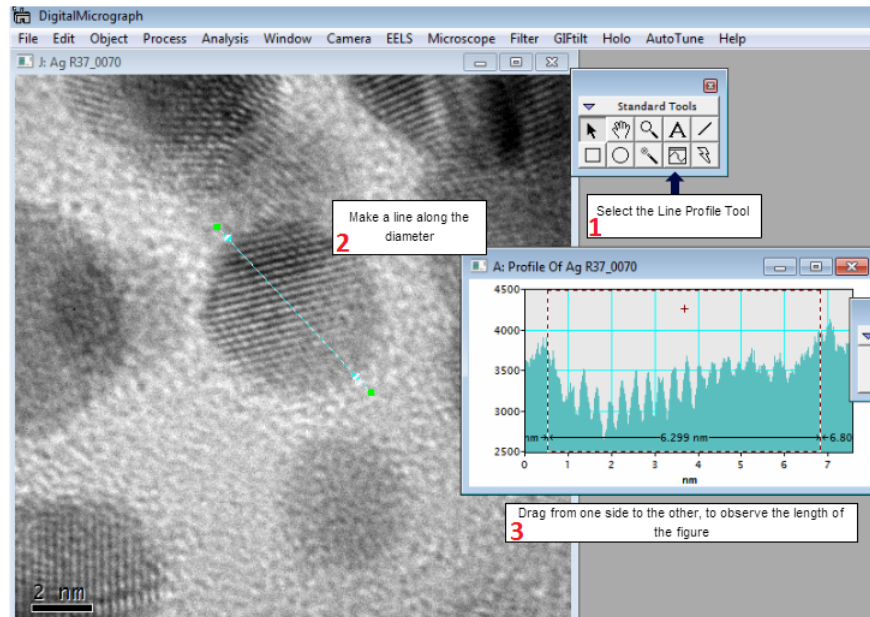 DigitalMicrograph
File Edit Object Process Analysis Window Camera EELS Microscope Filter GIFtilt Holo AutoTune Help
J: Ag R37_0070
Standard Tools
A
1 Select the Line Profile Tool
2 Make a line along the
diameter
A: Profile Of Ag R37_0070
4500
4000
3500
3000
2500
nm
6.299 nm
6.80
0 1 2 3 4 5 6 7
nm
3 Drag from one side to the other, to observe the length of
the figure
2 nm